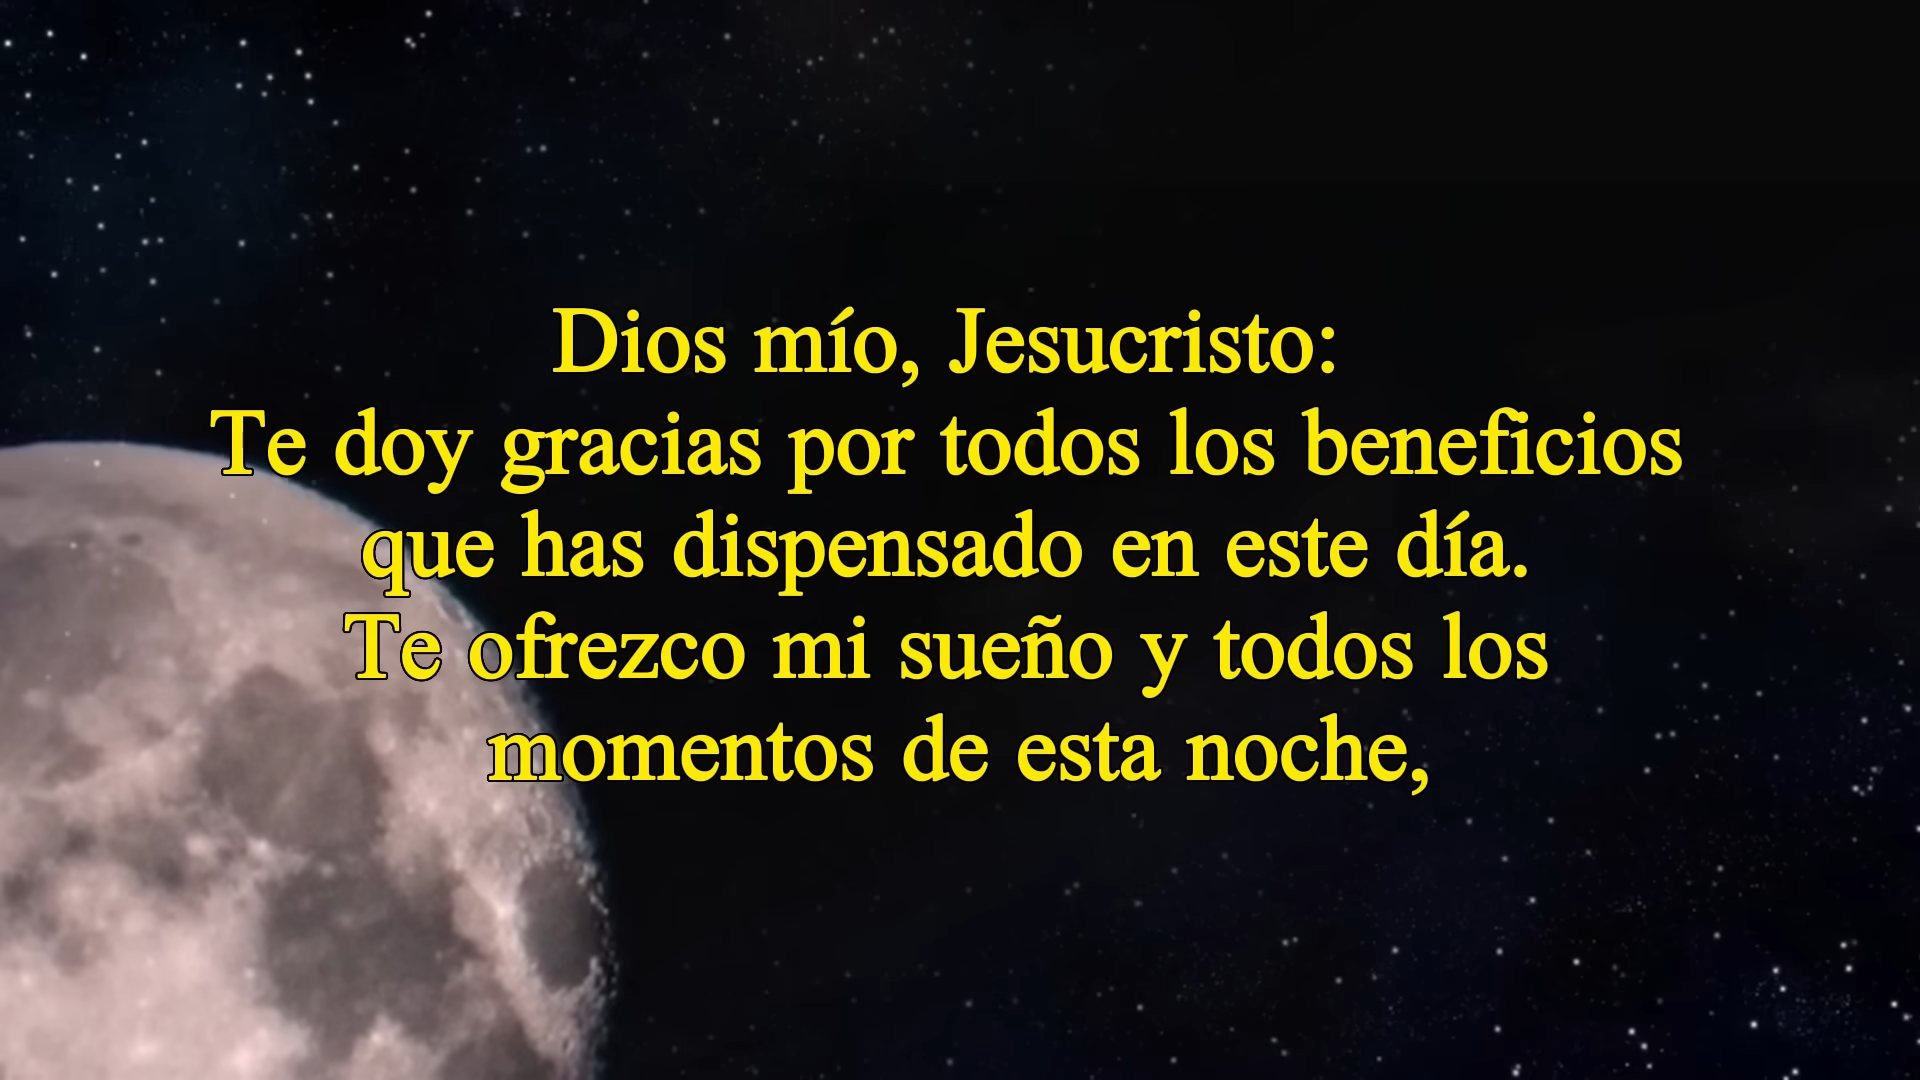 Dios mío, Jesucristo:
Te doy gracias por todos los beneficios
que has dispensado en este día.
Te ofrezco mi sueño y todos los
momentos de esta noche,